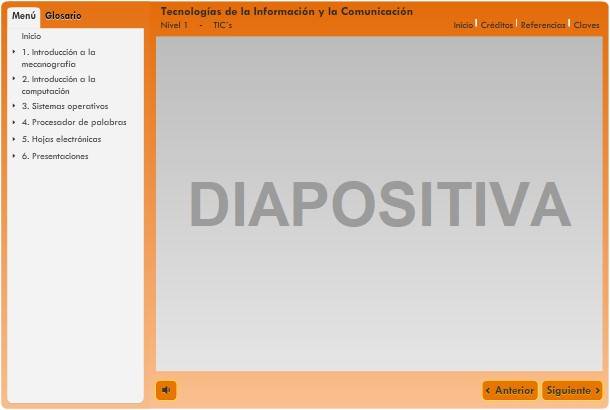 Menú Glosario
Inicio
1. Introducción a la
mecanografía
2. Introducción a la
computación
3. Sistemas operativos
4. Procesador de palabras
5. Hojas electrónicas
6. Presentaciones
Tecnologías de la Información y la Comunicación
Nivel 1 - TIC´s
Inicio Créditos Referencias Claves
DIAPOSITIVA
Anterior Siguiente